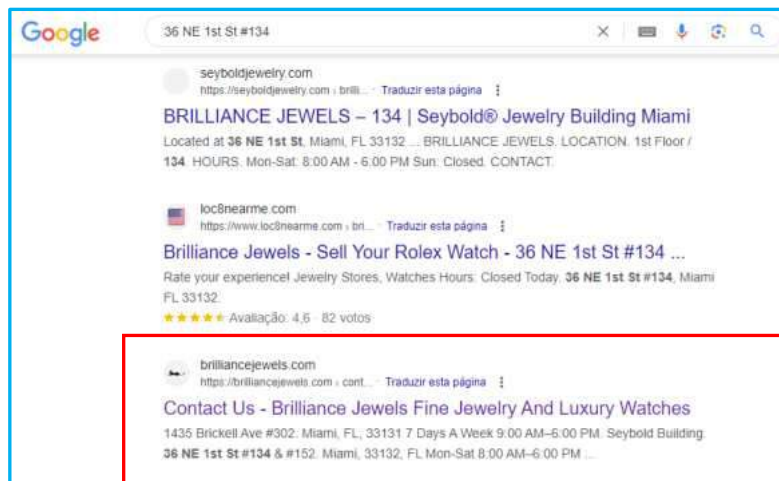 Google
36 NE 1st St #134
seyboldjewelry.com
https://seyboldjewelry.com › brilli... · Traduzir esta página
BRILLIANCE JEWELS – 134 | Seybold® Jewelry Building Miami
Located at 36 NE 1st St, Miami, FL 33132 ... BRILLIANCE JEWELS. LOCATION. 1st Floor /
134. HOURS. Mon-Sat: 8:00 AM - 6:00 PM Sun: Closed. CONTACT.
loc8nearme.com
https://www.loc8nearme.com › bri... · Traduzir esta página
Brilliance Jewels - Sell Your Rolex Watch - 36 NE 1st St #134 ...
Rate your experience! Jewelry Stores, Watches Hours: Closed Today. 36 NE 1st St #134, Miami
FL 33132.
Avaliação: 4,6 · 82 votos
brilliancejewels.com
https://brilliancejewels.com › cont... · Traduzir esta página
Contact Us - Brilliance Jewels Fine Jewelry And Luxury Watches
1435 Brickell Ave #302. Miami, FL, 33131 7 Days A Week 9:00 AM–6:00 PM. Seybold Building.
36 NE 1st St #134 & #152. Miami, 33132, FL Mon-Sat 8:00 AM–6:00 PM ...